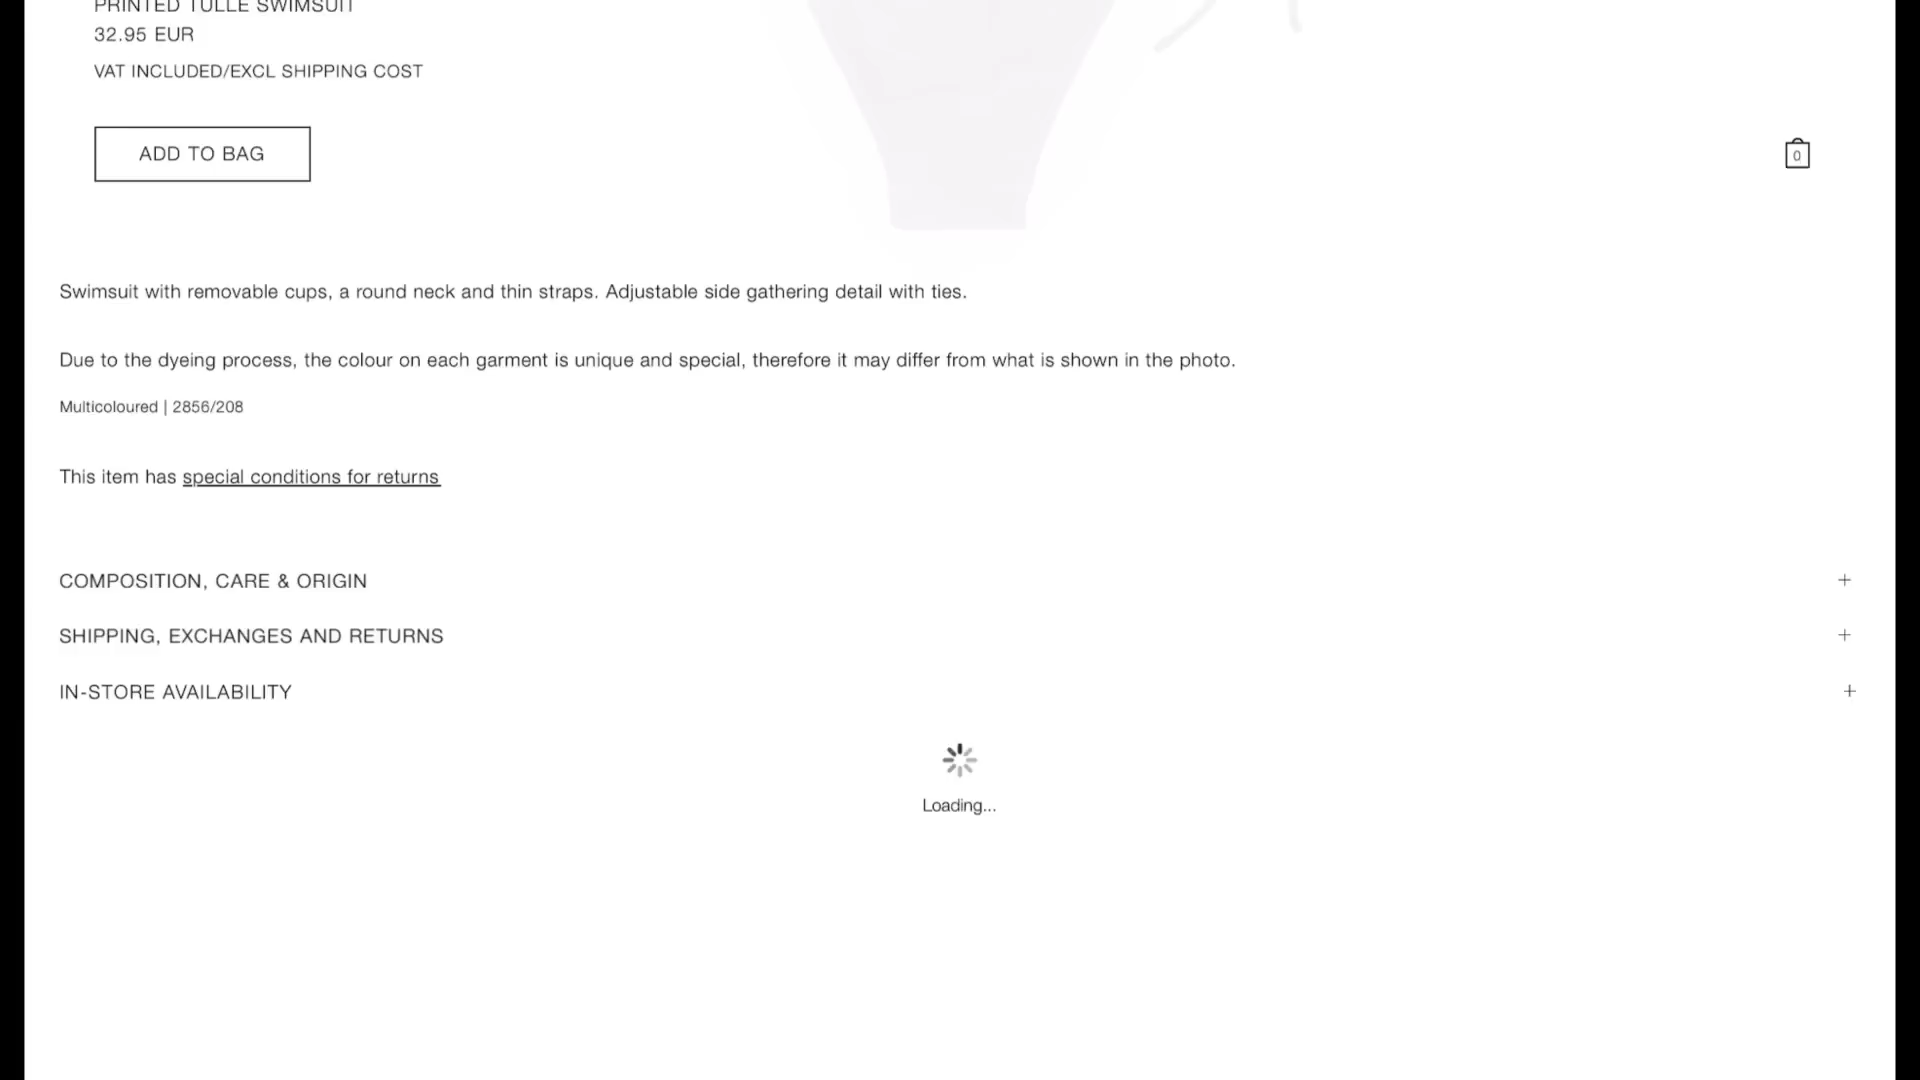 PRINTED TULLE SWIMSUIT
32.95 EUR
VAT INCLUDED/EXCL SHIPPING COST
ADD TO BAG
0
Swimsuit with removable cups, a round neck and thin straps. Adjustable side gathering detail with ties.
Due to the dyeing process, the colour on each garment is unique and special, therefore it may differ from what is shown in the photo.
Multicoloured | 2856/208
This item has special conditions for returns
COMPOSITION, CARE & ORIGIN
+
SHIPPING, EXCHANGES AND RETURNS
+
IN-STORE AVAILABILITY
+
Loading...